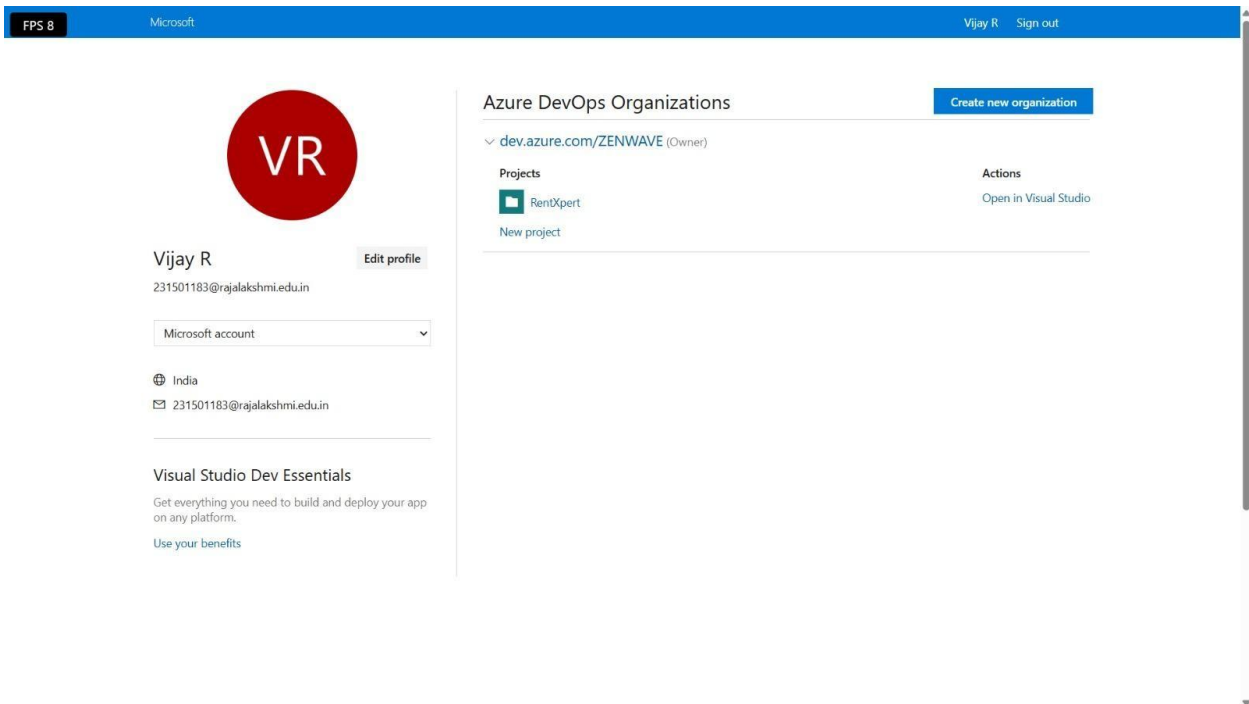 FPS 8
Microsoft
Vijay R Sign out
VR
Vijay R
Edit profile
231501183@rajalakshmi.edu.in
Microsoft account
India
231501183@rajalakshmi.edu.in
Visual Studio Dev Essentials
Get everything you need to build and deploy your app
on any platform.
Use your benefits
Azure DevOps Organizations
Create new organization
dev.azure.com/ZENWAVE (Owner)
Projects
Actions
RentXpert
Open in Visual Studio
New project